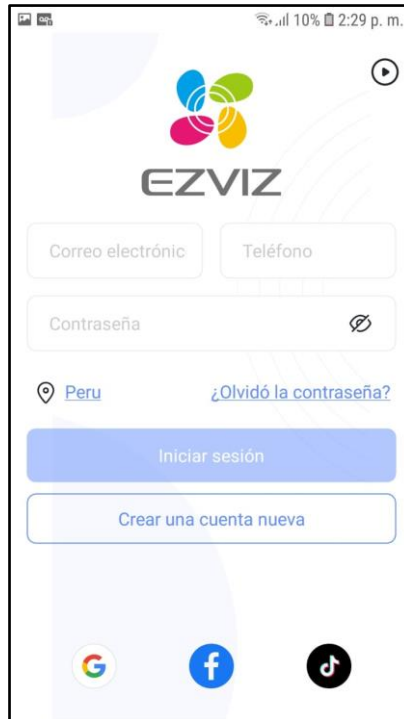 10% 2:29 p. m.
EZVIZ
Correo electrónic Teléfono
Contraseña
Peru ¿Olvidó la contraseña?
Iniciar sesión
Crear una cuenta nueva